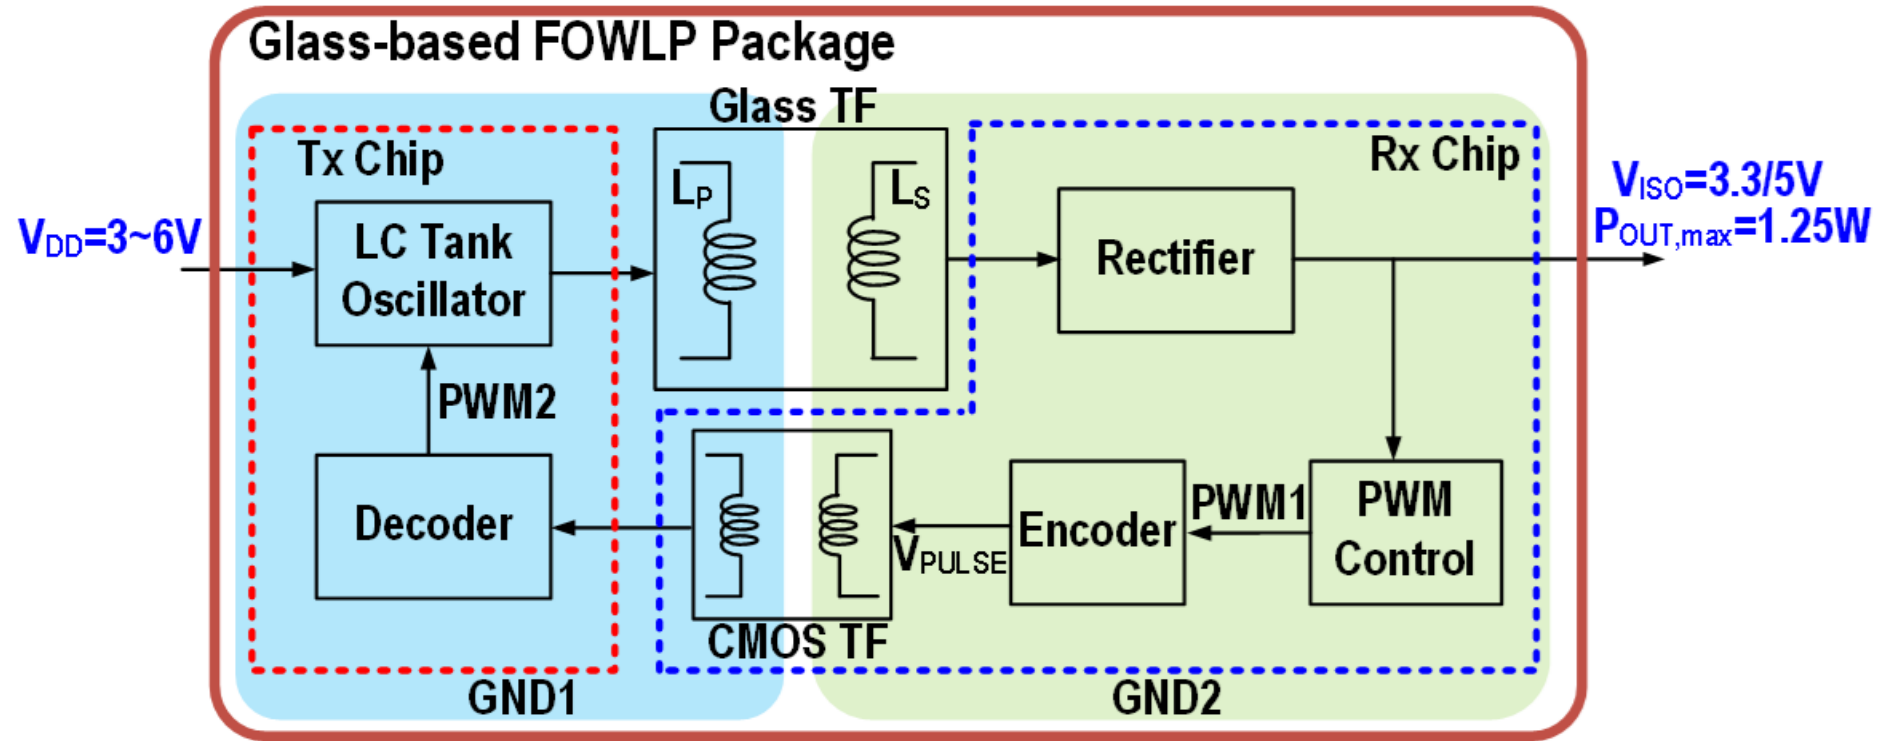 Glass-based FOWLP Package
Glass TF
Tx Chip
Rx Chip
LP
LS
VDD=3~6V
LC Tank
Oscillator
Rectifier
VISO=3.3/5V
POUT,max=1.25W
PWM2
Decoder
VPULSE
Encoder
PWM1
PWM
Control
CMOS TF
GND1
GND2